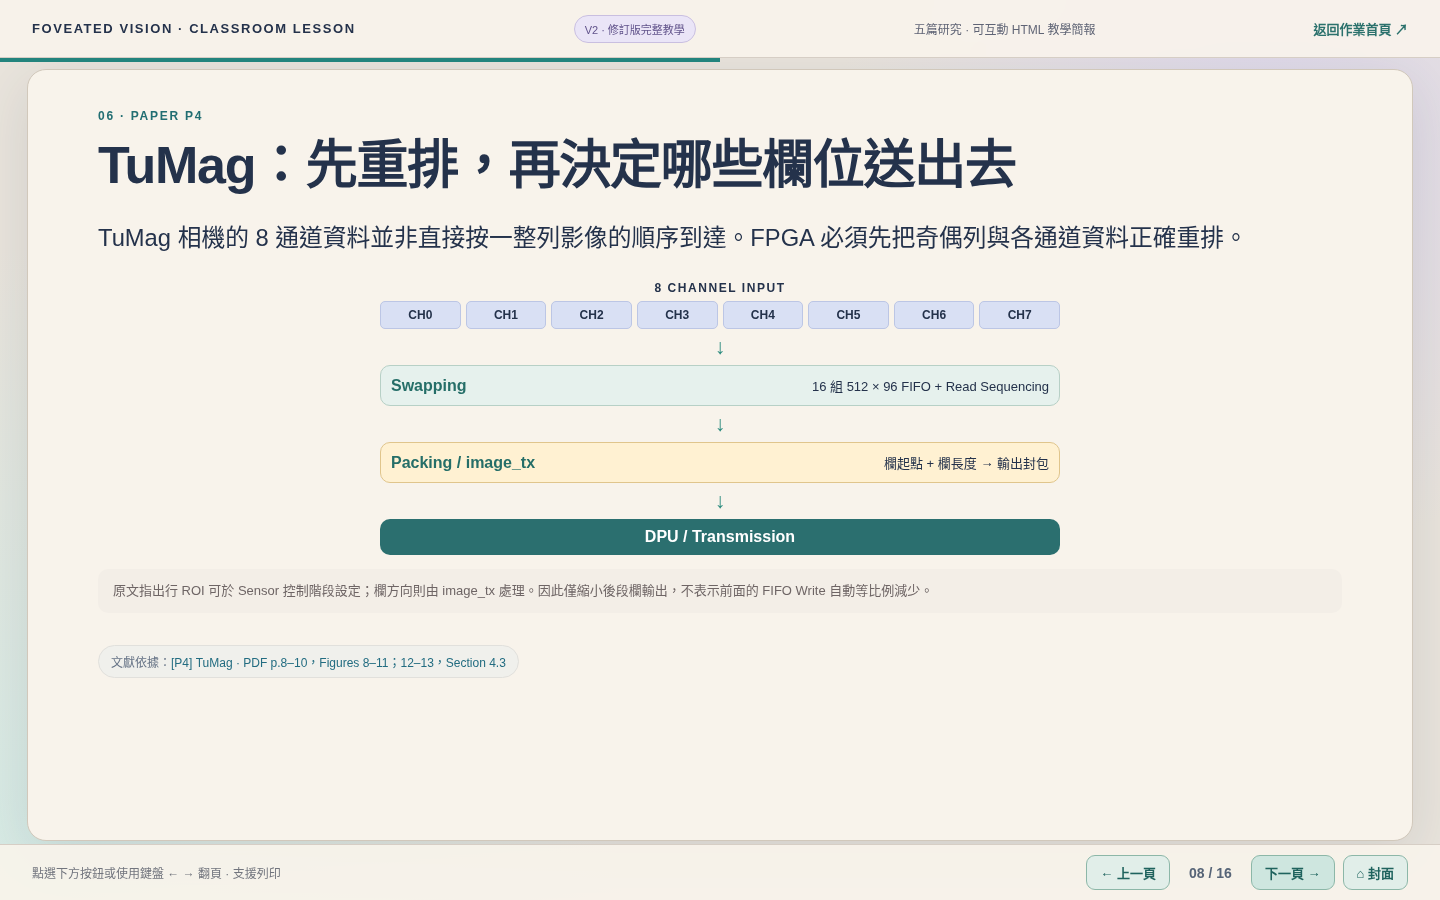 FOVEATED VISION · CLASSROOM LESSON
V2 · 修訂版完整教學
五篇研究 · 可互動 HTML 教學簡報
返回作業首頁 ↗
06 · PAPER P4
TuMag：先重排，再決定哪些欄位送出去
TuMag 相機的 8 通道資料並非直接按一整列影像的順序到達。FPGA 必須先把奇偶列與各通道資料正確重排。
8 CHANNEL INPUT
CH0 CH1 CH2 CH3 CH4 CH5 CH6 CH7
↓
Swapping 16 組 512 × 96 FIFO + Read Sequencing
↓
Packing / image_tx 欄起點 + 欄長度 → 輸出封包
↓
DPU / Transmission
原文指出行 ROI 可於 Sensor 控制階段設定；欄方向則由 image_tx 處理。因此僅縮小後段欄輸出，不表示前面的 FIFO Write 自動等比例減少。
文獻依據：[P4] TuMag · PDF p.8–10，Figures 8–11；12–13，Section 4.3
點選下方按鈕或使用鍵盤 ← → 翻頁 · 支援列印
← 上一頁
08 / 16
下一頁 →
⌂ 封面